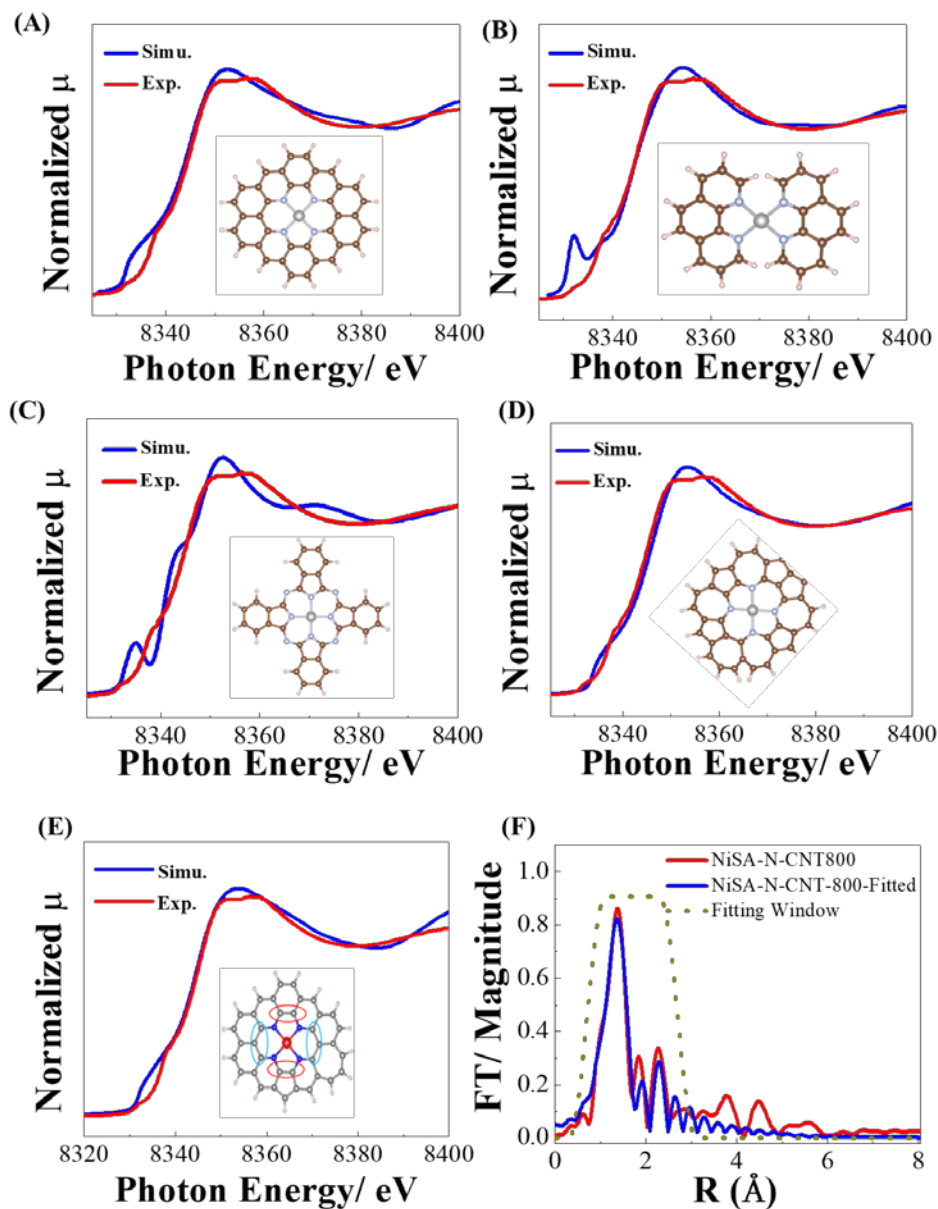 (A)
Simu.
Exp.
Normalized μ
8340 8360 8380 8400
Photon Energy/ eV
(B)
Simu.
Exp.
Normalized μ
8340 8360 8380 8400
Photon Energy/ eV
(C)
Simu.
Exp.
Normalized μ
8340 8360 8380 8400
Photon Energy/ eV
(D)
Simu.
Exp.
Normalized μ
8340 8360 8380 8400
Photon Energy/ eV
(E)
Simu.
Exp.
Normalized μ
8320 8340 8360 8380 8400
Photon Energy/ eV
(F)
NiSA-N-CNT800
NiSA-N-CNT-800-Fitted
Fitting Window
FT/ Magnitude
1.0
0.8
0.6
0.4
0.2
0.0
0 2 4 6 8
R (Å)